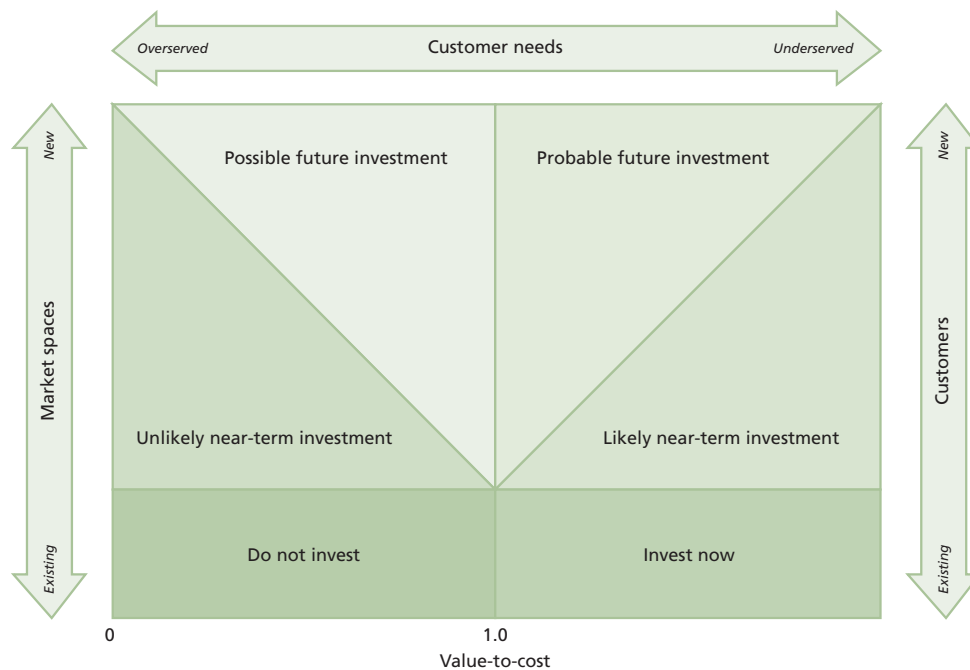 Overserved
Customer needs
Underserved
New
Market spaces
Existing
Possible future investment
Probable future investment
Unlikely near-term investment
Likely near-term investment
Do not invest
Invest now
New
Customers
Existing
0
1.0
Value-to-cost